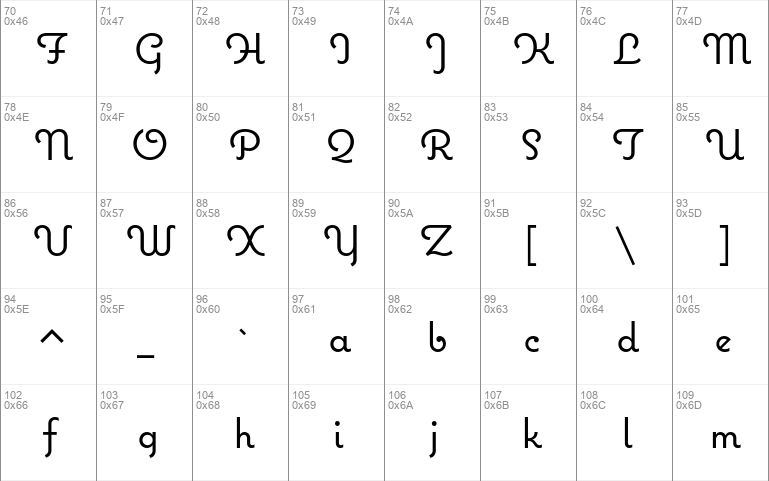 70 71 72 73 74 75 76 77
0x46 0x47 0x48 0x49 0x4A 0x4B 0x4C 0x4D
F G H I J K L M
78 79 80 81 82 83 84 85
0x4E 0x4F 0x50 0x51 0x52 0x53 0x54 0x55
N O P Q R S T U
86 87 88 89 90 91 92 93
0x56 0x57 0x58 0x59 0x5A 0x5B 0x5C 0x5D
V W X Y Z [ \ ]
94 95 96 97 98 99 100 101
0x5E 0x5F 0x60 0x61 0x62 0x63 0x64 0x65
^ _ ` a b c d e
102 103 104 105 106 107 108 109
0x66 0x67 0x68 0x69 0x6A 0x6B 0x6C 0x6D
f g h i j k l m